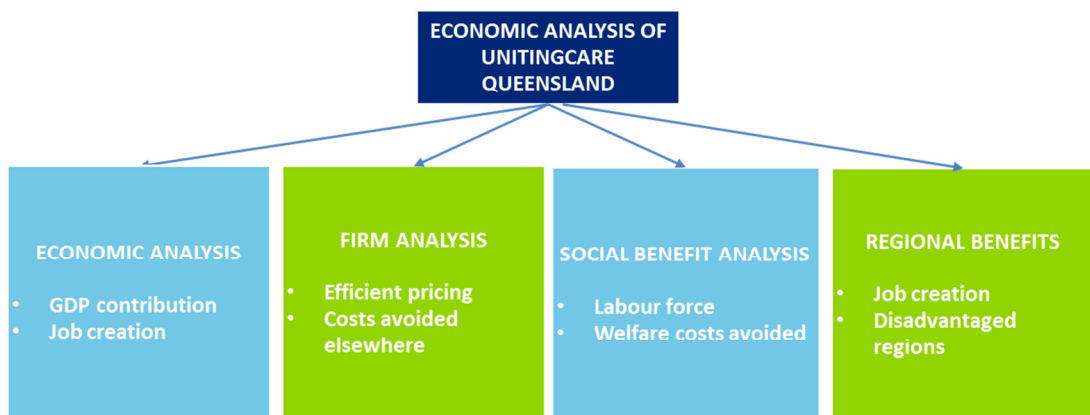 ECONOMIC ANALYSIS OF
UNITINGCARE
QUEENSLAND
ECONOMIC ANALYSIS
• GDP contribution
• Job creation
FIRM ANALYSIS
• Efficient pricing
• Costs avoided
elsewhere
SOCIAL BENEFIT ANALYSIS
• Labour force
• Welfare costs avoided
REGIONAL BENEFITS
• Job creation
• Disadvantaged
regions